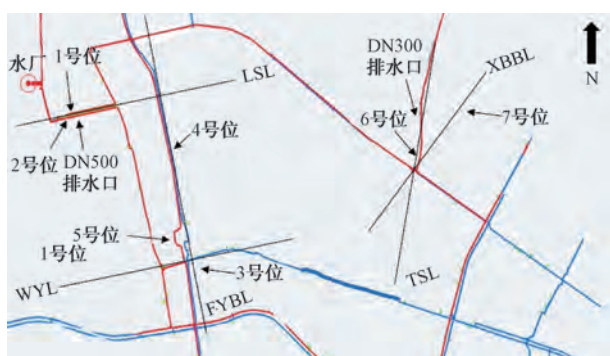 1号位
水厂
LSL
2号位
DN500
排水口
4号位
DN300
排水口
XBBL
6号位
7号位
N
5号位
1号位
WYL
3号位
FYBL
TSL